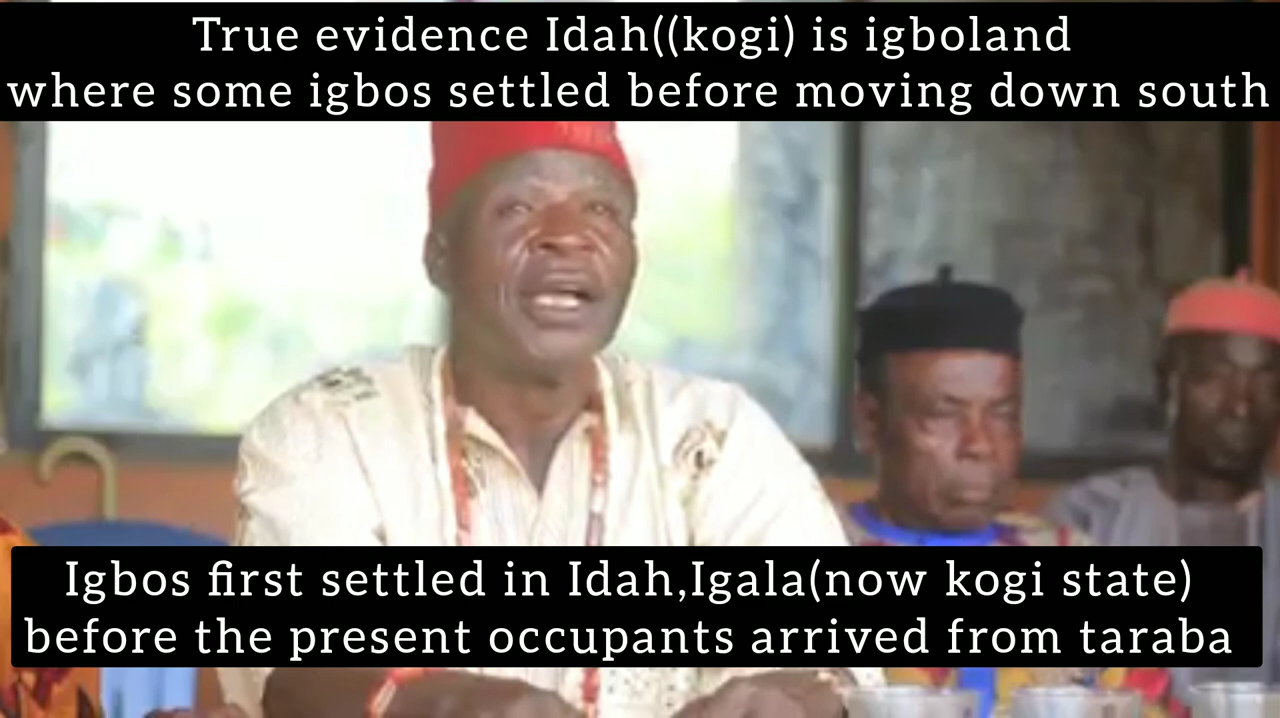 True evidence Idah((kogi) is igboland
where some igbos settled before moving down south
Igbos first settled in Idah,Igala(now kogi state)
before the present occupants arrived from taraba